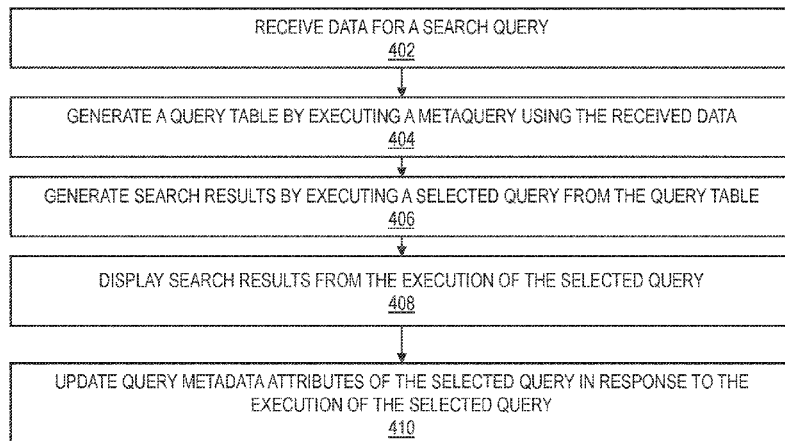 RECEIVE DATA FOR A SEARCH QUERY
402
GENERATE A QUERY TABLE BY EXECUTING A METAQUERY USING THE RECEIVED DATA
404
GENERATE SEARCH RESULTS BY EXECUTING A SELECTED QUERY FROM THE QUERY TABLE
406
DISPLAY SEARCH RESULTS FROM THE EXECUTION OF THE SELECTED QUERY
408
UPDATE QUERY METADATA ATTRIBUTES OF THE SELECTED QUERY IN RESPONSE TO THE
EXECUTION OF THE SELECTED QUERY
410